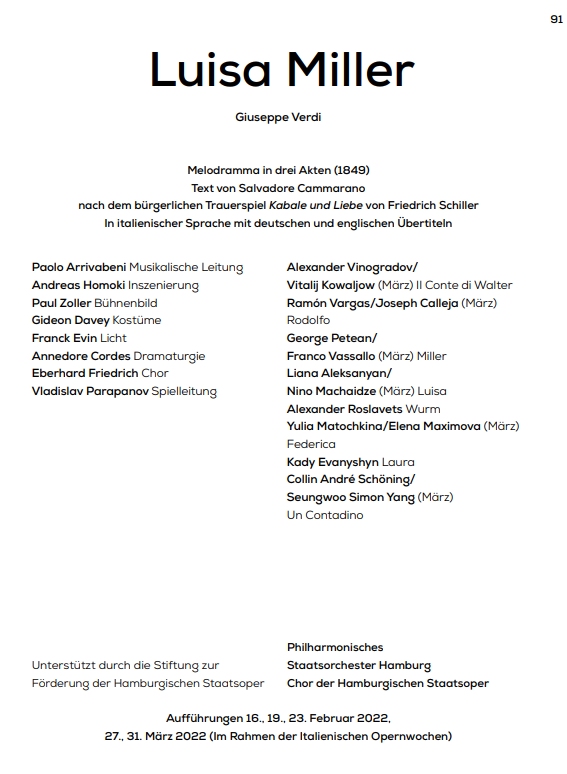 91
Luisa Miller
Giuseppe Verdi
Melodramma in drei Akten (1849)
Text von Salvadore Cammarano
nach dem bürgerlichen Trauerspiel Kabale und Liebe von Friedrich Schiller
In italienischer Sprache mit deutschen und englischen Übertiteln
Paolo Arrivabeni Musikalische Leitung
Andreas Homoki Inszenierung
Paul Zoller Bühnenbild
Gideon Davey Kostüme
Franck Evin Licht
Annedore Cordes Dramaturgie
Eberhard Friedrich Chor
Vladislav Parapanov Spielleitung
Alexander Vinogradov/
Vitalij Kowaljow (März) Il Conte di Walter
Ramón Vargas/Joseph Calleja (März)
Rodolfo
George Petean/
Franco Vassallo (März) Miller
Liana Aleksanyan/
Nino Machaidze (März) Luisa
Alexander Roslavets Wurm
Yulia Matochkina/Elena Maximova (März)
Federica
Kady Evanyshyn Laura
Collin André Schöning/
Seungwoo Simon Yang (März)
Un Contadino
Unterstützt durch die Stiftung zur
Förderung der Hamburgischen Staatsoper
Philharmonisches
Staatsorchester Hamburg
Chor der Hamburgischen Staatsoper
Aufführungen 16., 19., 23. Februar 2022,
27., 31. März 2022 (Im Rahmen der Italienischen Opernwochen)